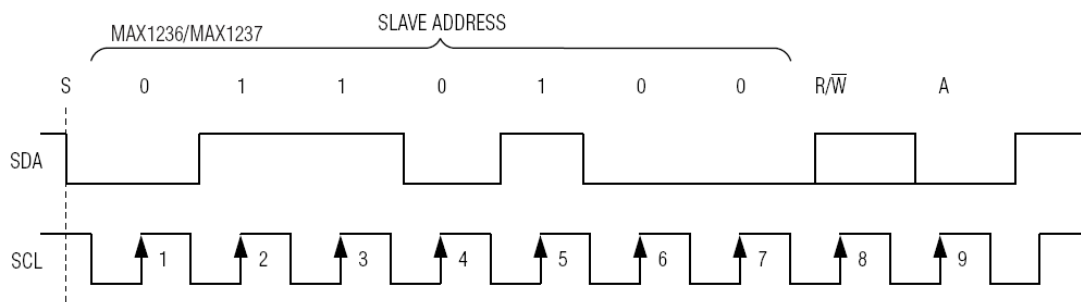 SLAVE ADDRESS
MAX1236/MAX1237
S 0 1 1 0 1 0 0 R/W̅ A
SDA
SCL 1 2 3 4 5 6 7 8 9